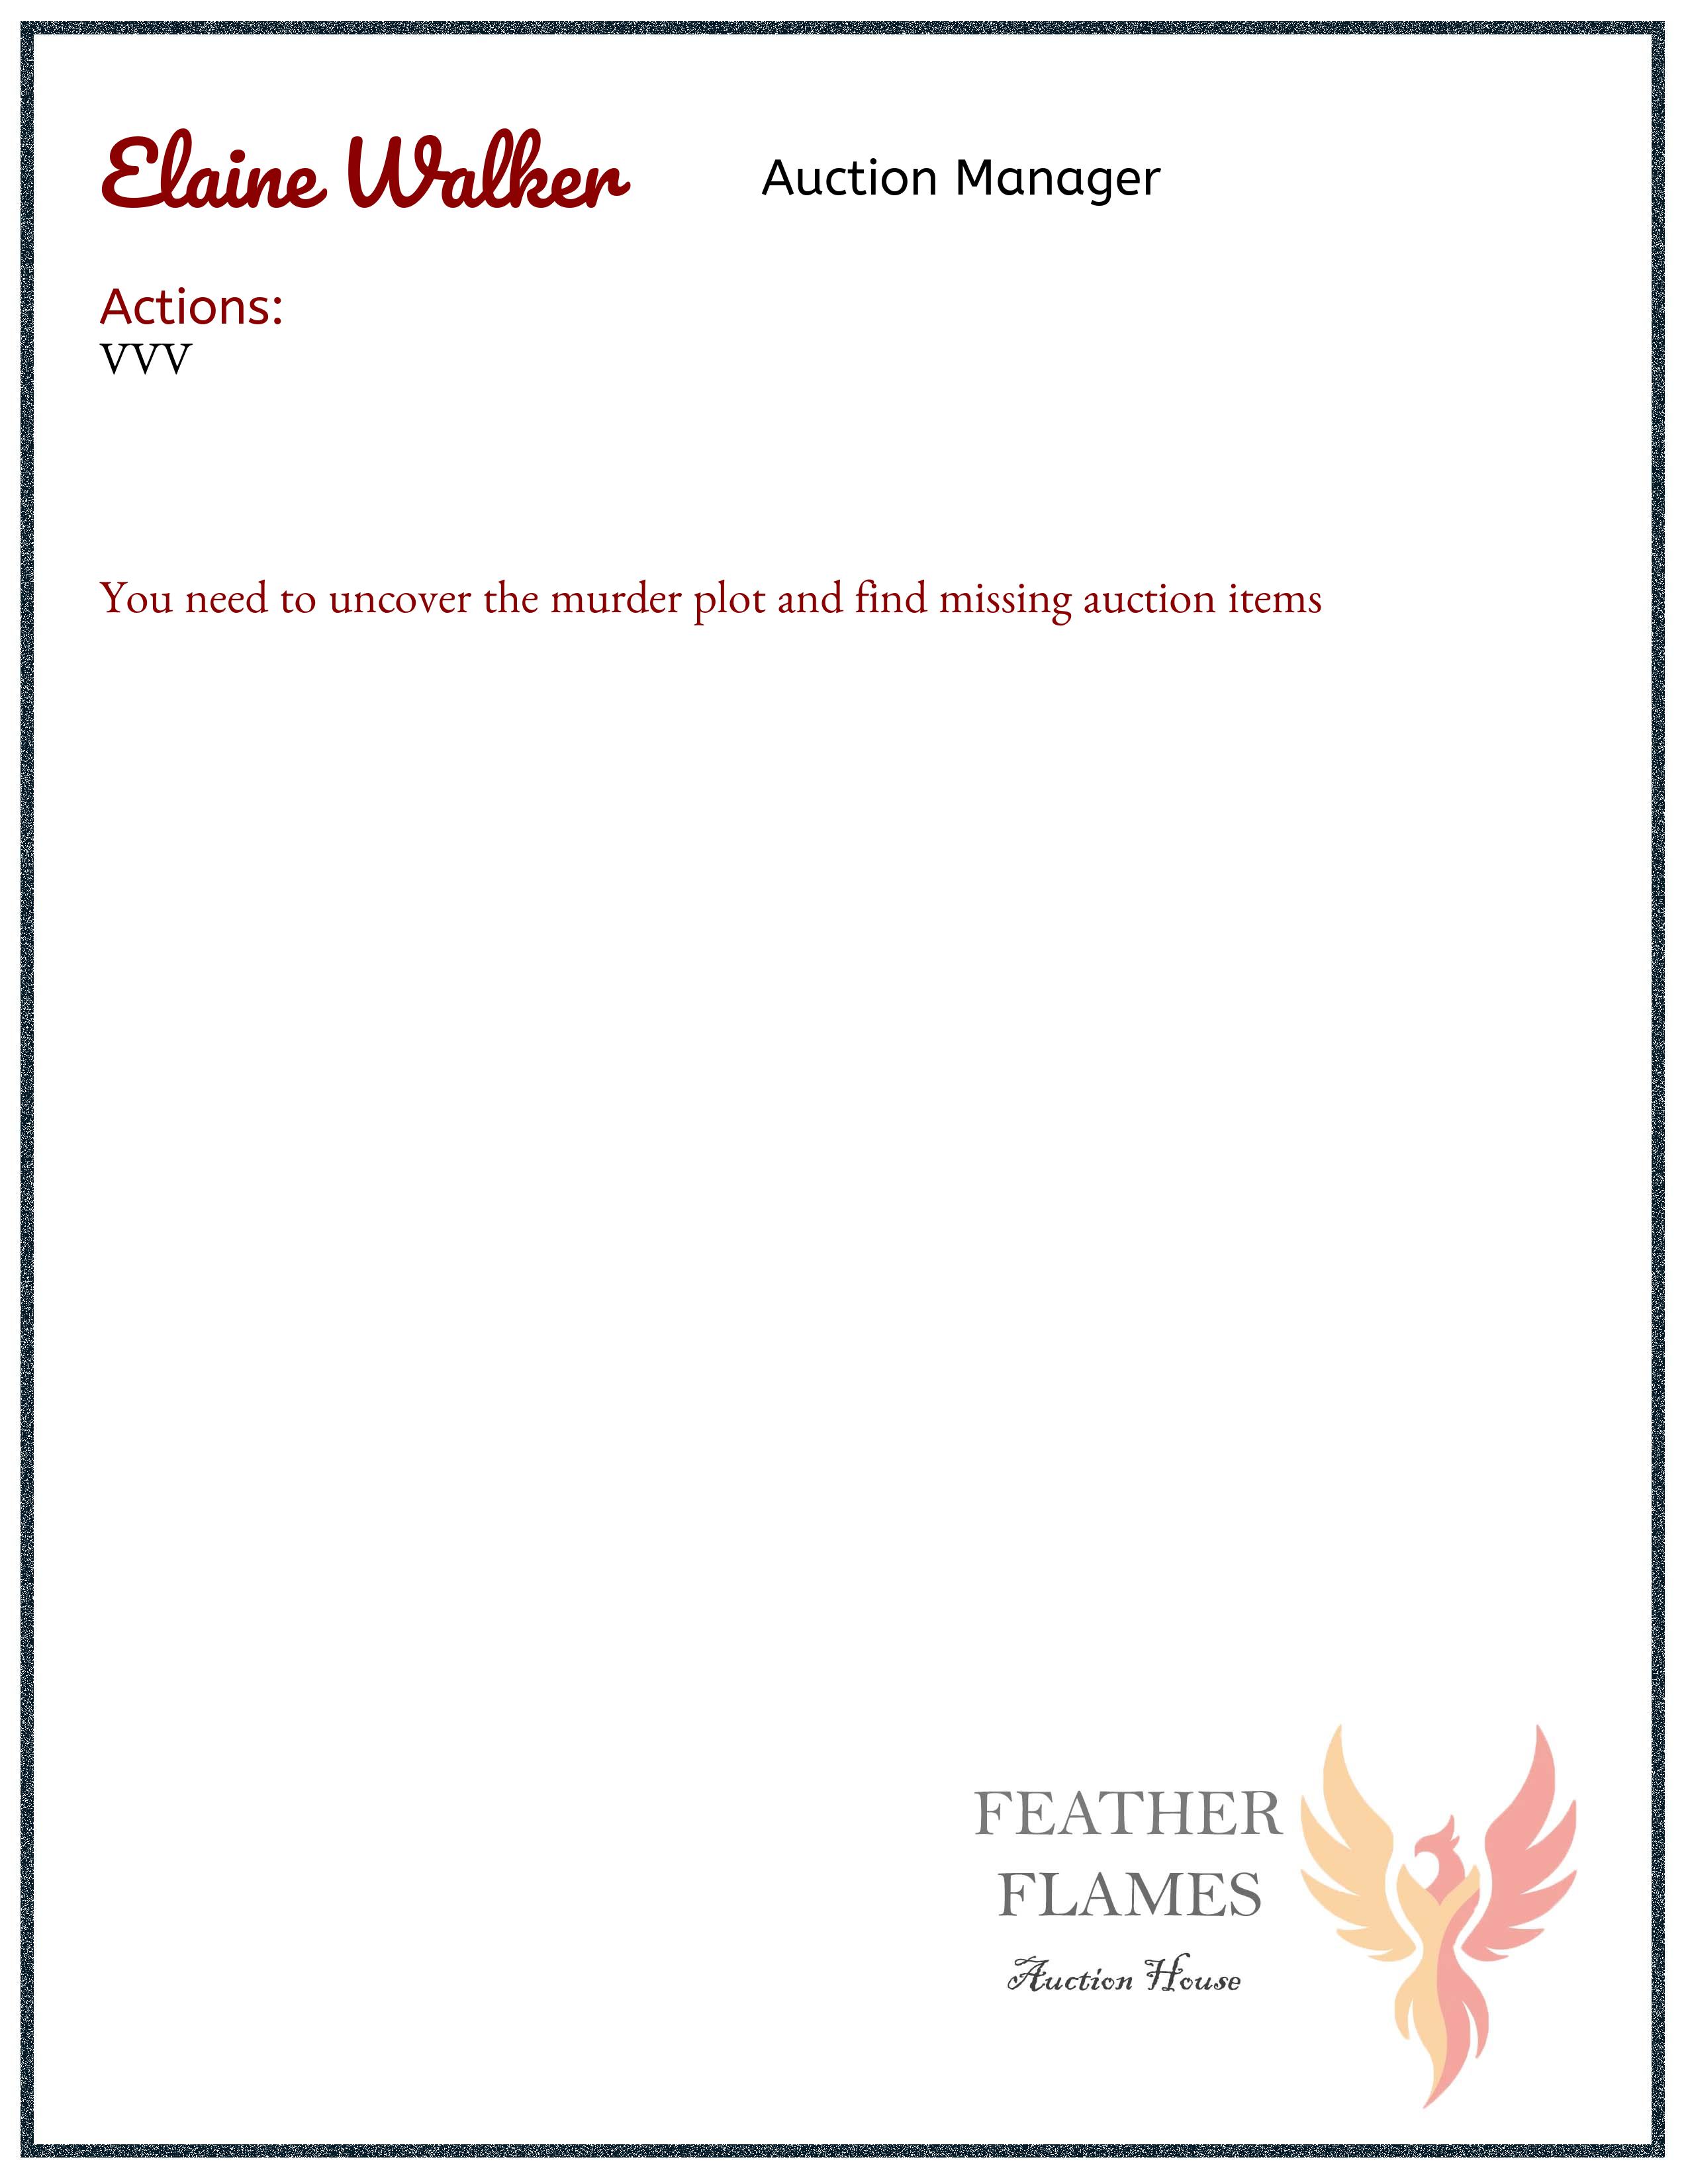 Elaine Walker Auction Manager
Actions:
VVV
You need to uncover the murder plot and find missing auction items
FEATHER
FLAMES
Auction House